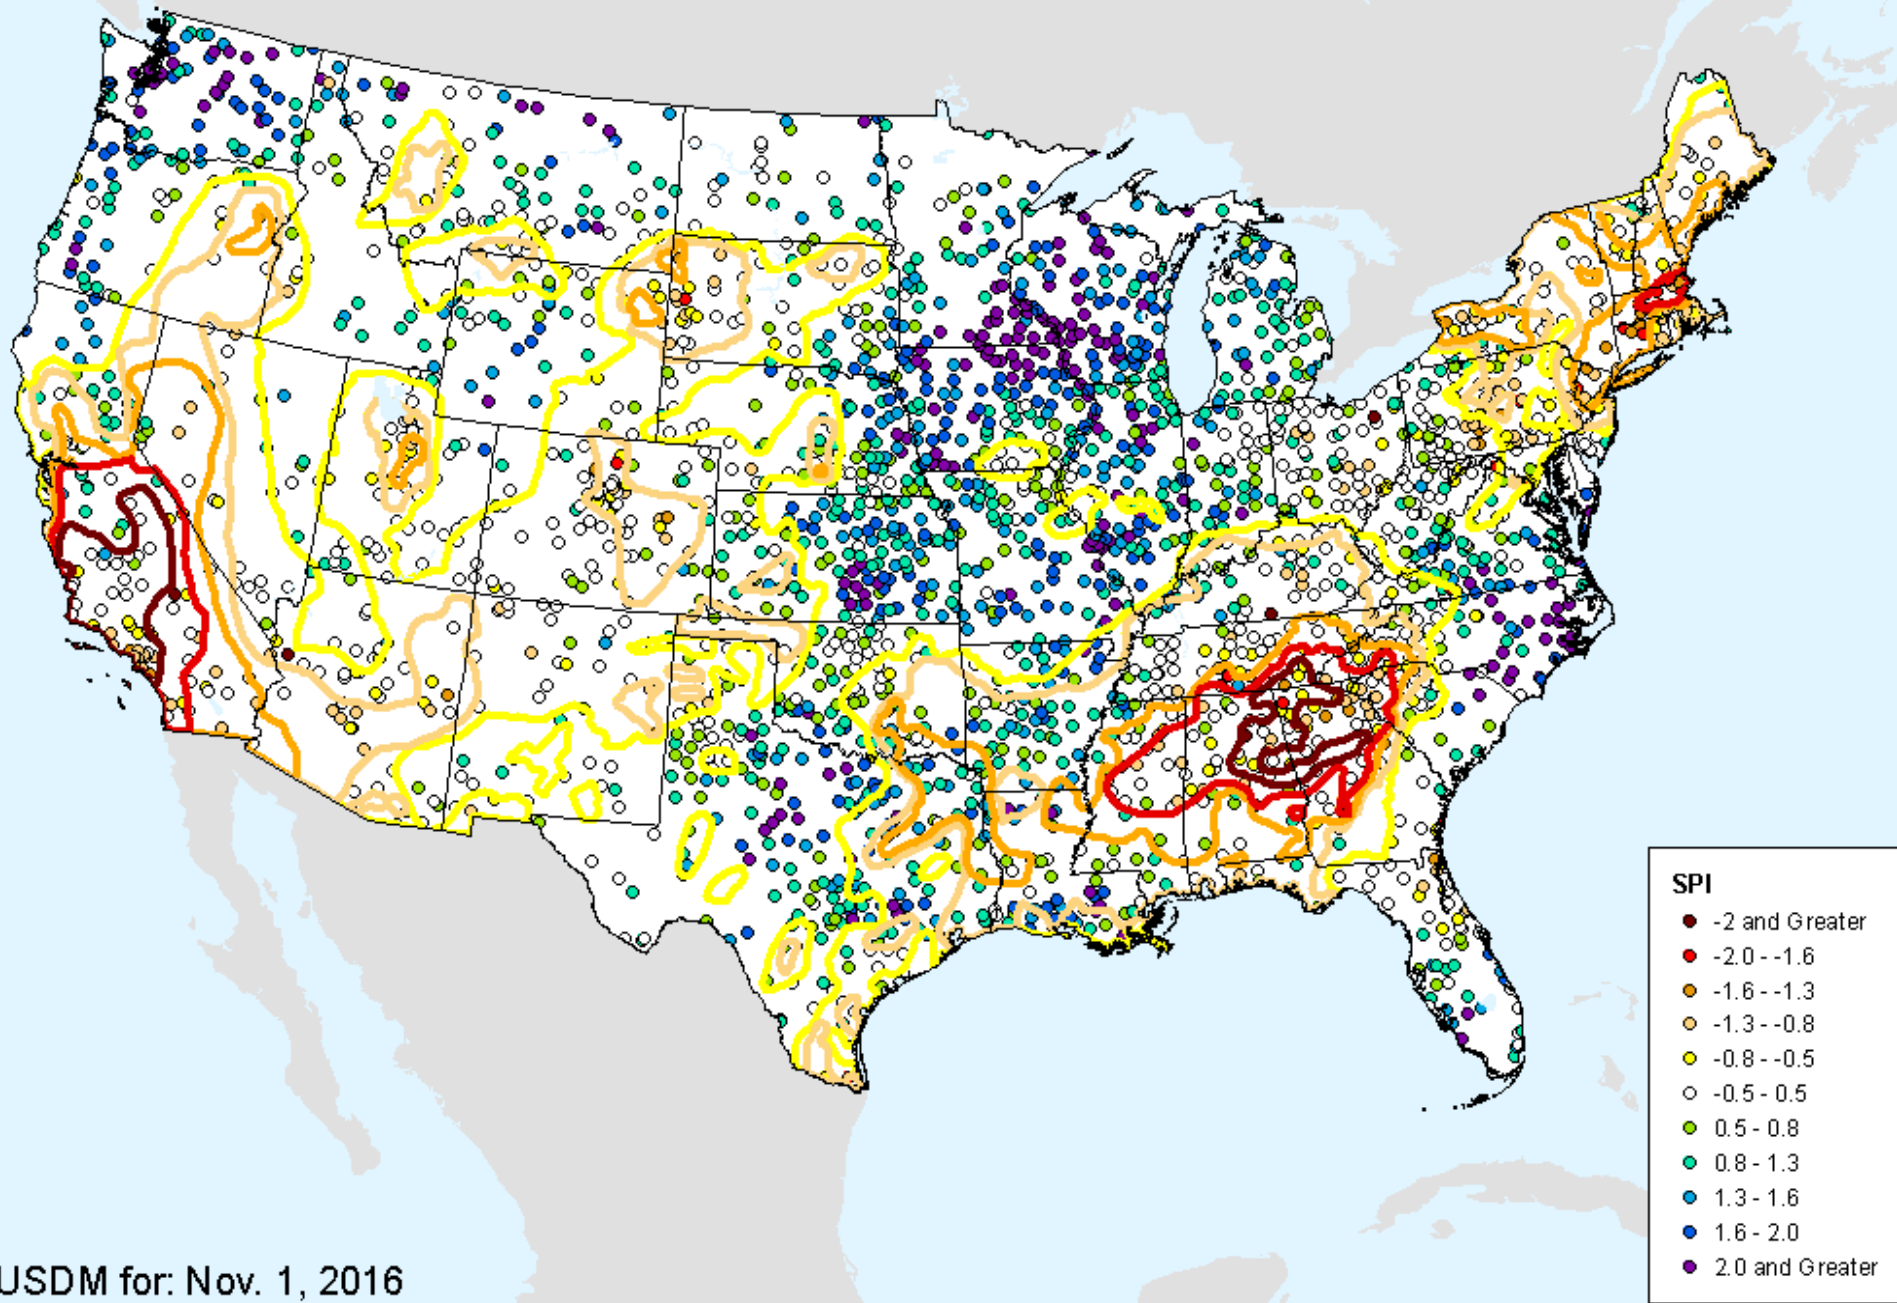 SPI
-2 and Greater
-2.0 - -1.6
-1.6 - -1.3
-1.3 - -0.8
-0.8 - -0.5
-0.5 - 0.5
0.5 - 0.8
0.8 - 1.3
1.3 - 1.6
1.6 - 2.0
2.0 and Greater
USDM for: Nov. 1, 2016